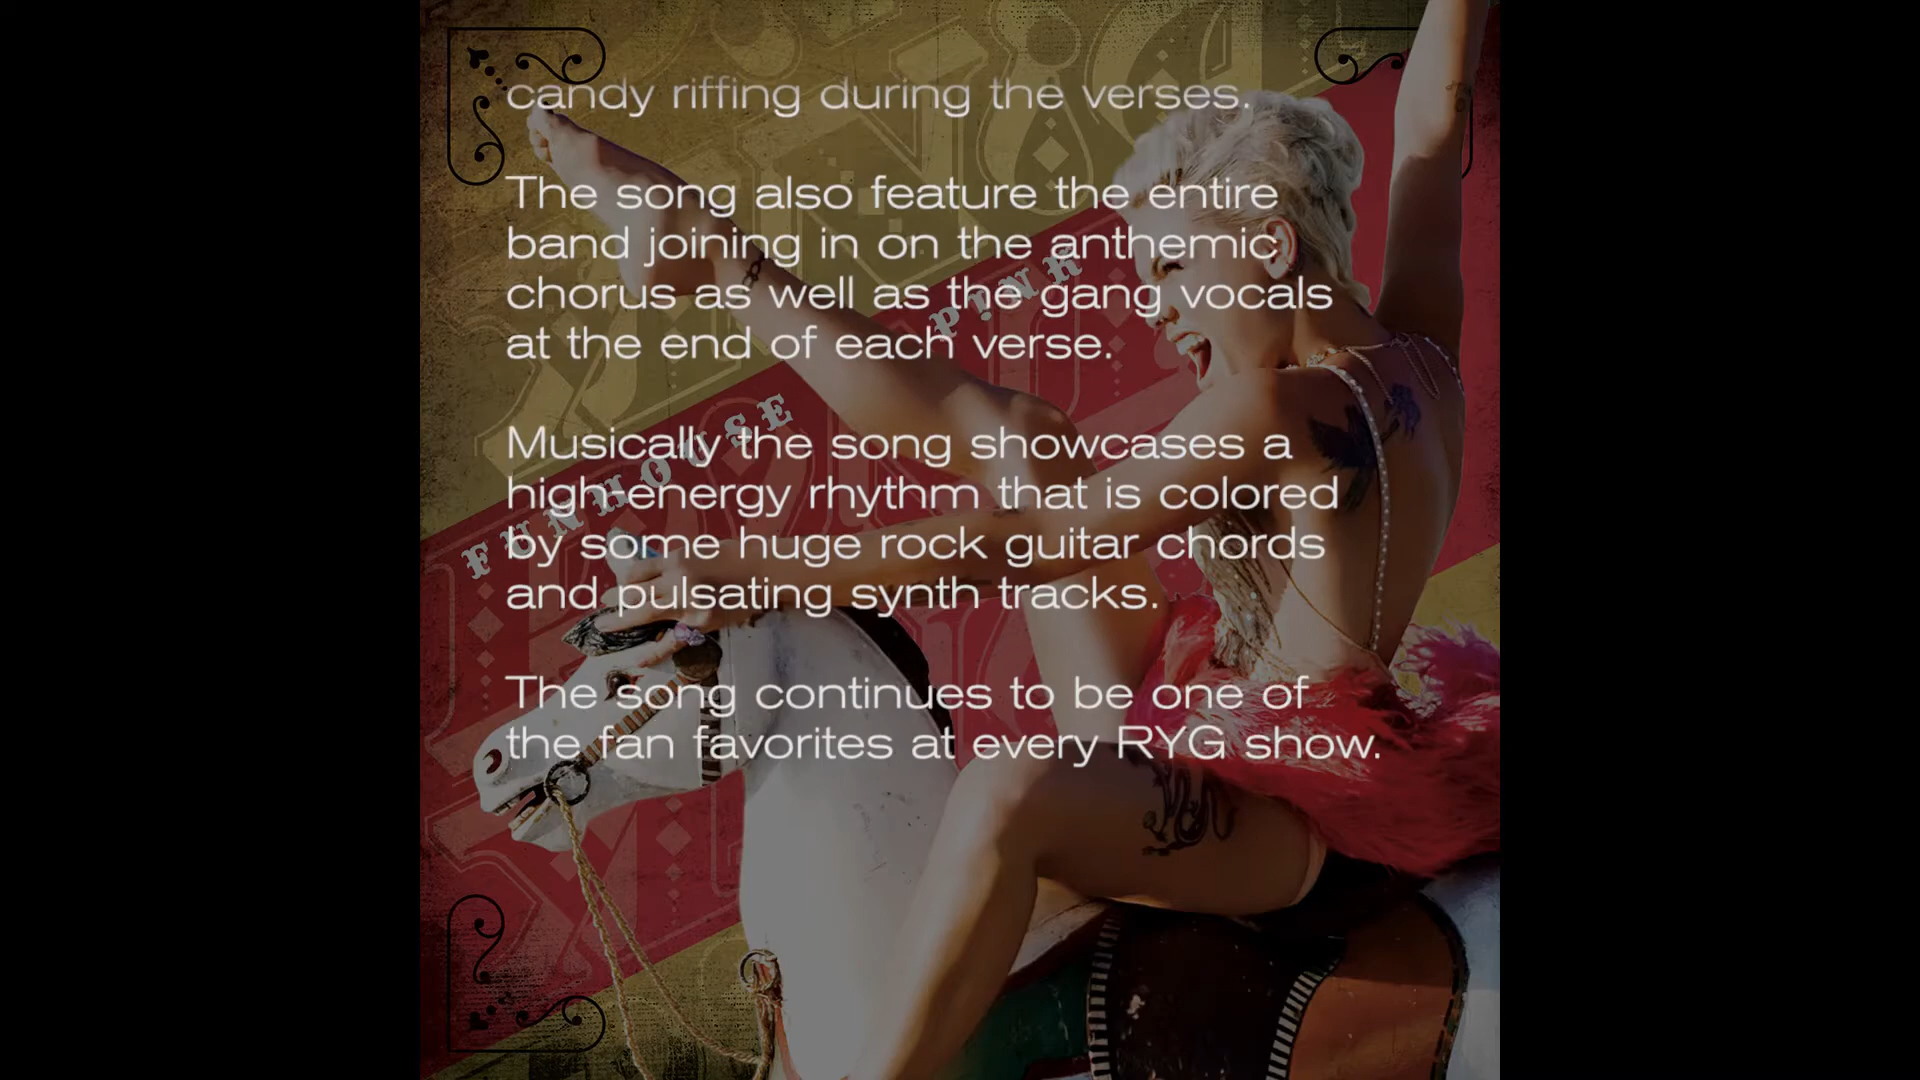 candy riffing during the verses.
The song also feature the entire
band joining in on the anthemic
chorus as well as the gang vocals
at the end of each verse.
P!NK
FUNHOUSE
Musically the song showcases a
high-energy rhythm that is colored
by some huge rock guitar chords
and pulsating synth tracks.
The song continues to be one of
the fan favorites at every RYG show.